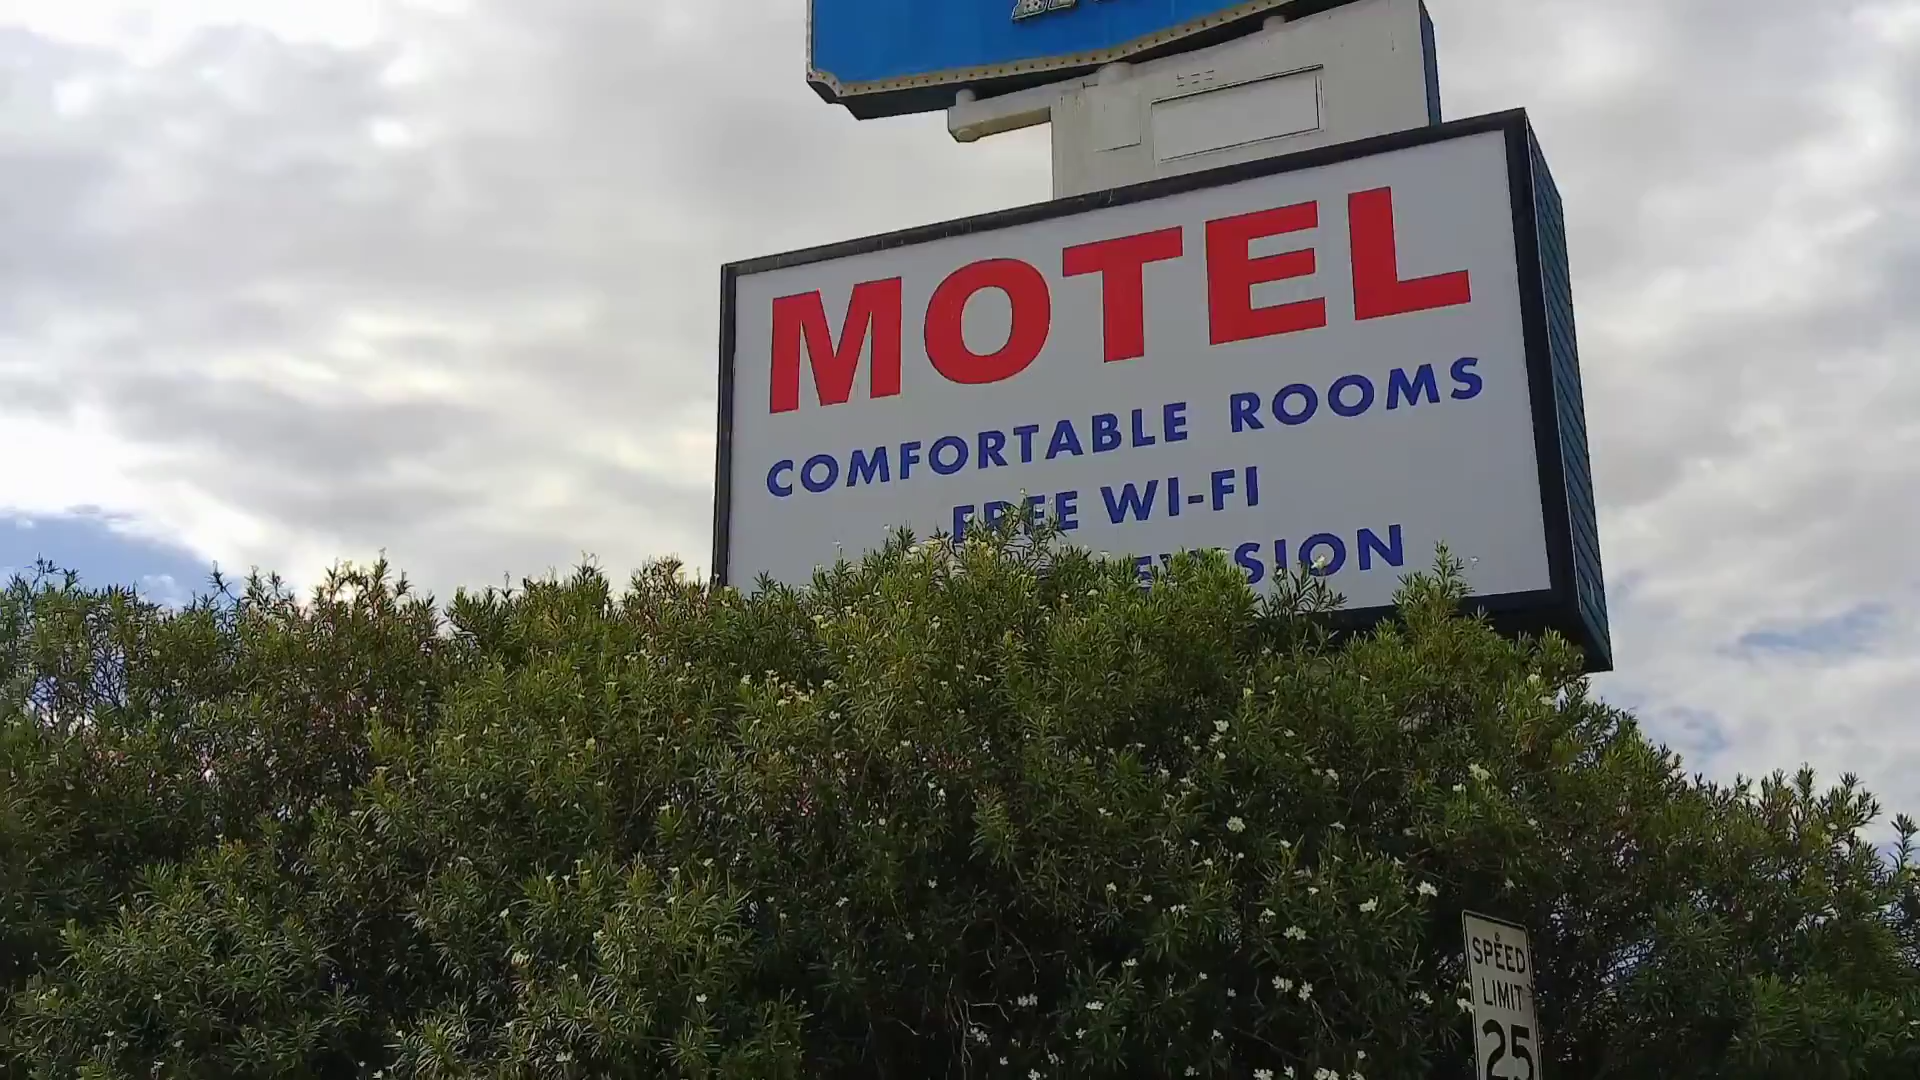 MOTEL
COMFORTABLE ROOMS
FREE WI-FI
SPEED
LIMIT
25